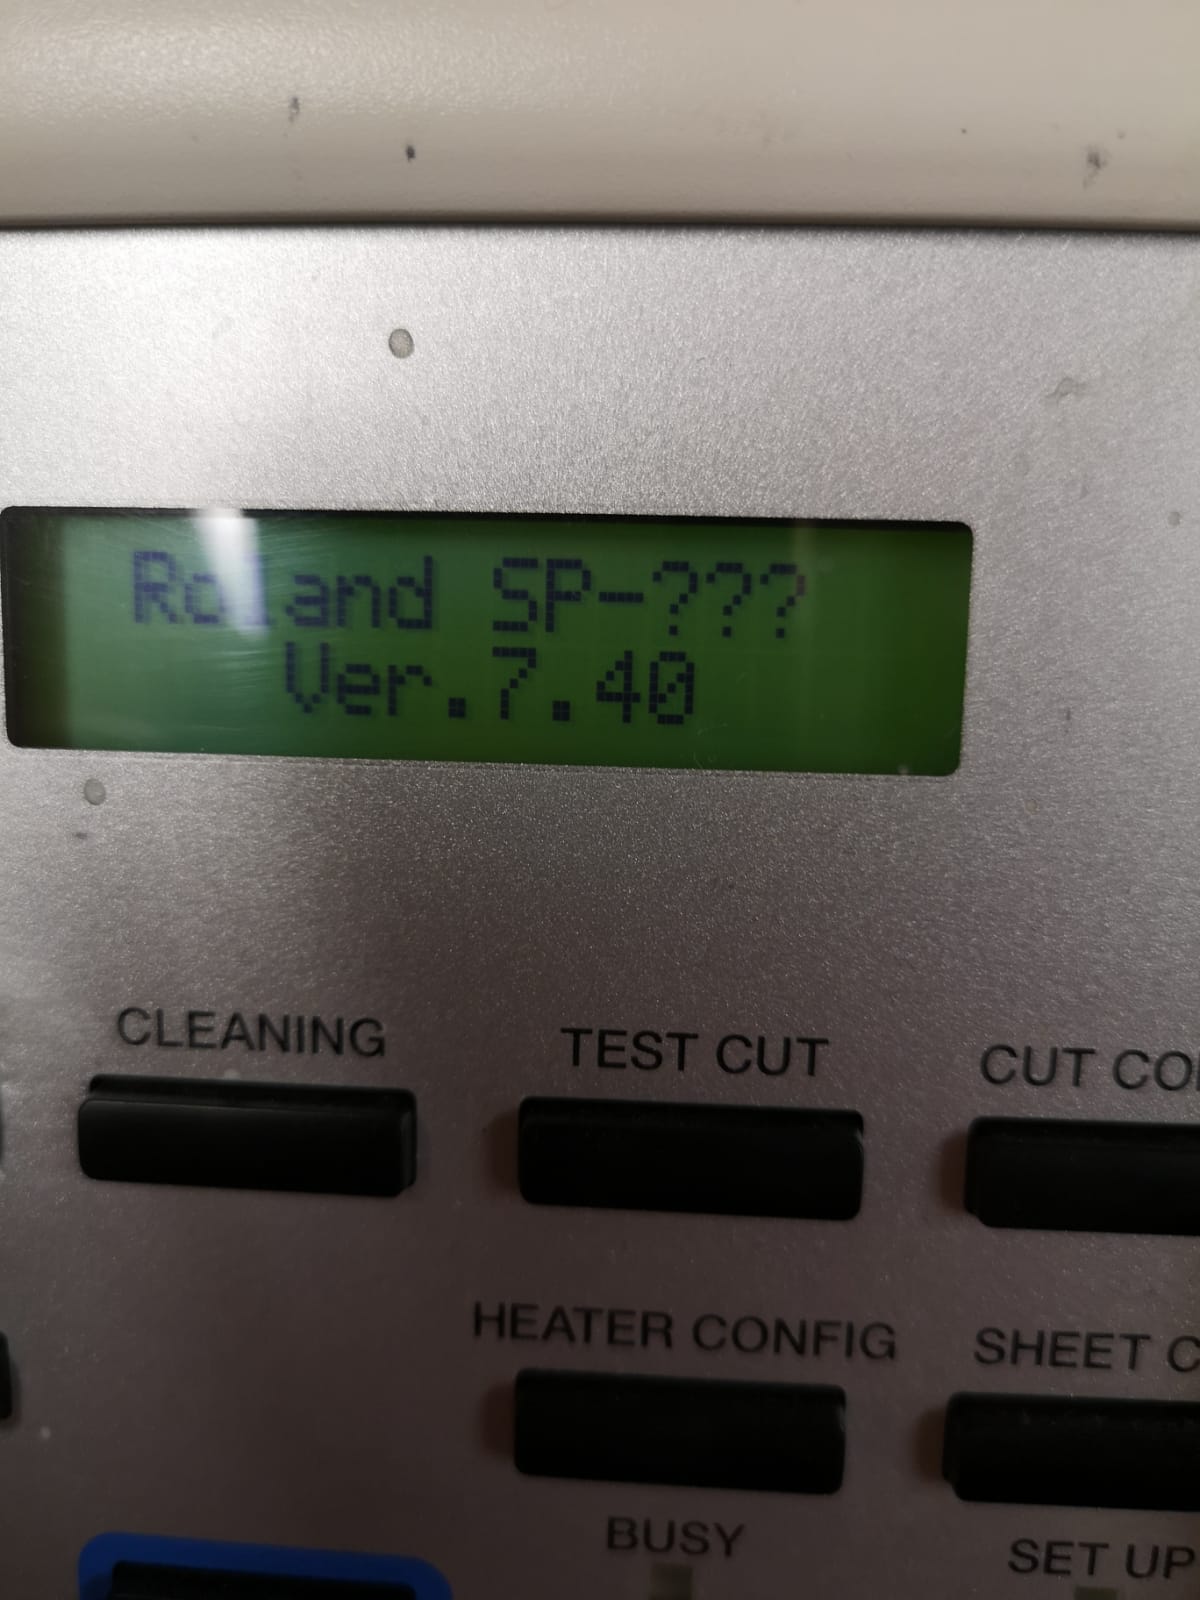 Roland SP-???
Ver.7.40
CLEANING
TEST CUT
CUT CO
HEATER CONFIG
SHEET C
BUSY
SET UP